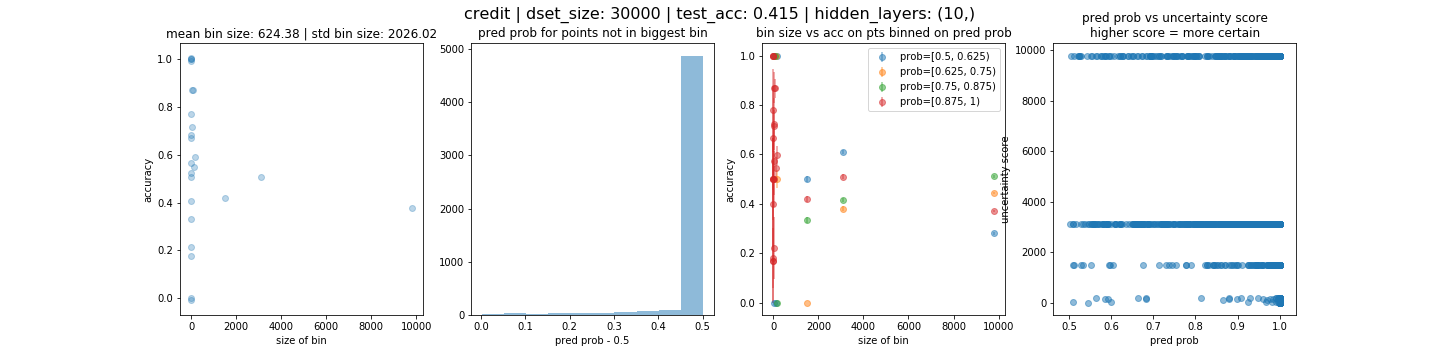 credit | dset_size: 30000 | test_acc: 0.415 | hidden_layers: (10,)
mean bin size: 624.38 | std bin size: 2026.02
1.0
0.8
0.6
0.4
0.2
0.0
accuracy
0
2000
4000
6000
8000
10000
size of bin
pred prob for points not in biggest bin
5000
4000
3000
2000
1000
0
0.0
0.1
0.2
0.3
0.4
0.5
pred prob - 0.5
bin size vs acc on pts binned on pred prob
prob=[0.5, 0.625)
prob=[0.625, 0.75)
prob=[0.75, 0.875)
prob=[0.875, 1)
1.0
0.8
0.6
0.4
0.2
0.0
accuracy
0
2000
4000
6000
8000
10000
size of bin
pred prob vs uncertainty score
higher score = more certain
10000
8000
6000
4000
2000
0
uncertainty score
0.5
0.6
0.7
0.8
0.9
1.0
pred prob